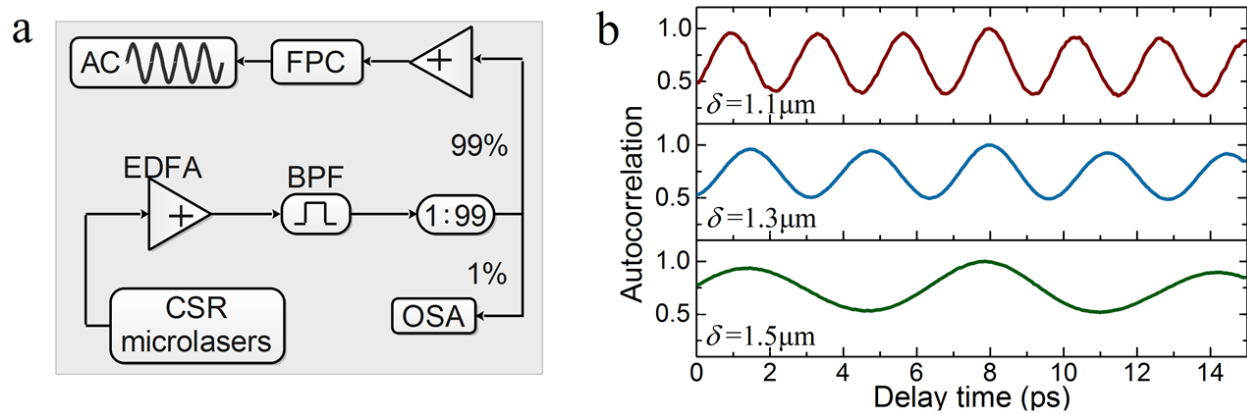 a
AC
FPC
+
99%
EDFA
+
BPF
1:99
1%
CSR
microlasers
OSA
b
Autocorrelation
1.0
0.5
δ=1.1μm
1.0
0.5
δ=1.3μm
1.0
0.5
δ=1.5μm
0 2 4 6 8 10 12 14
Delay time (ps)